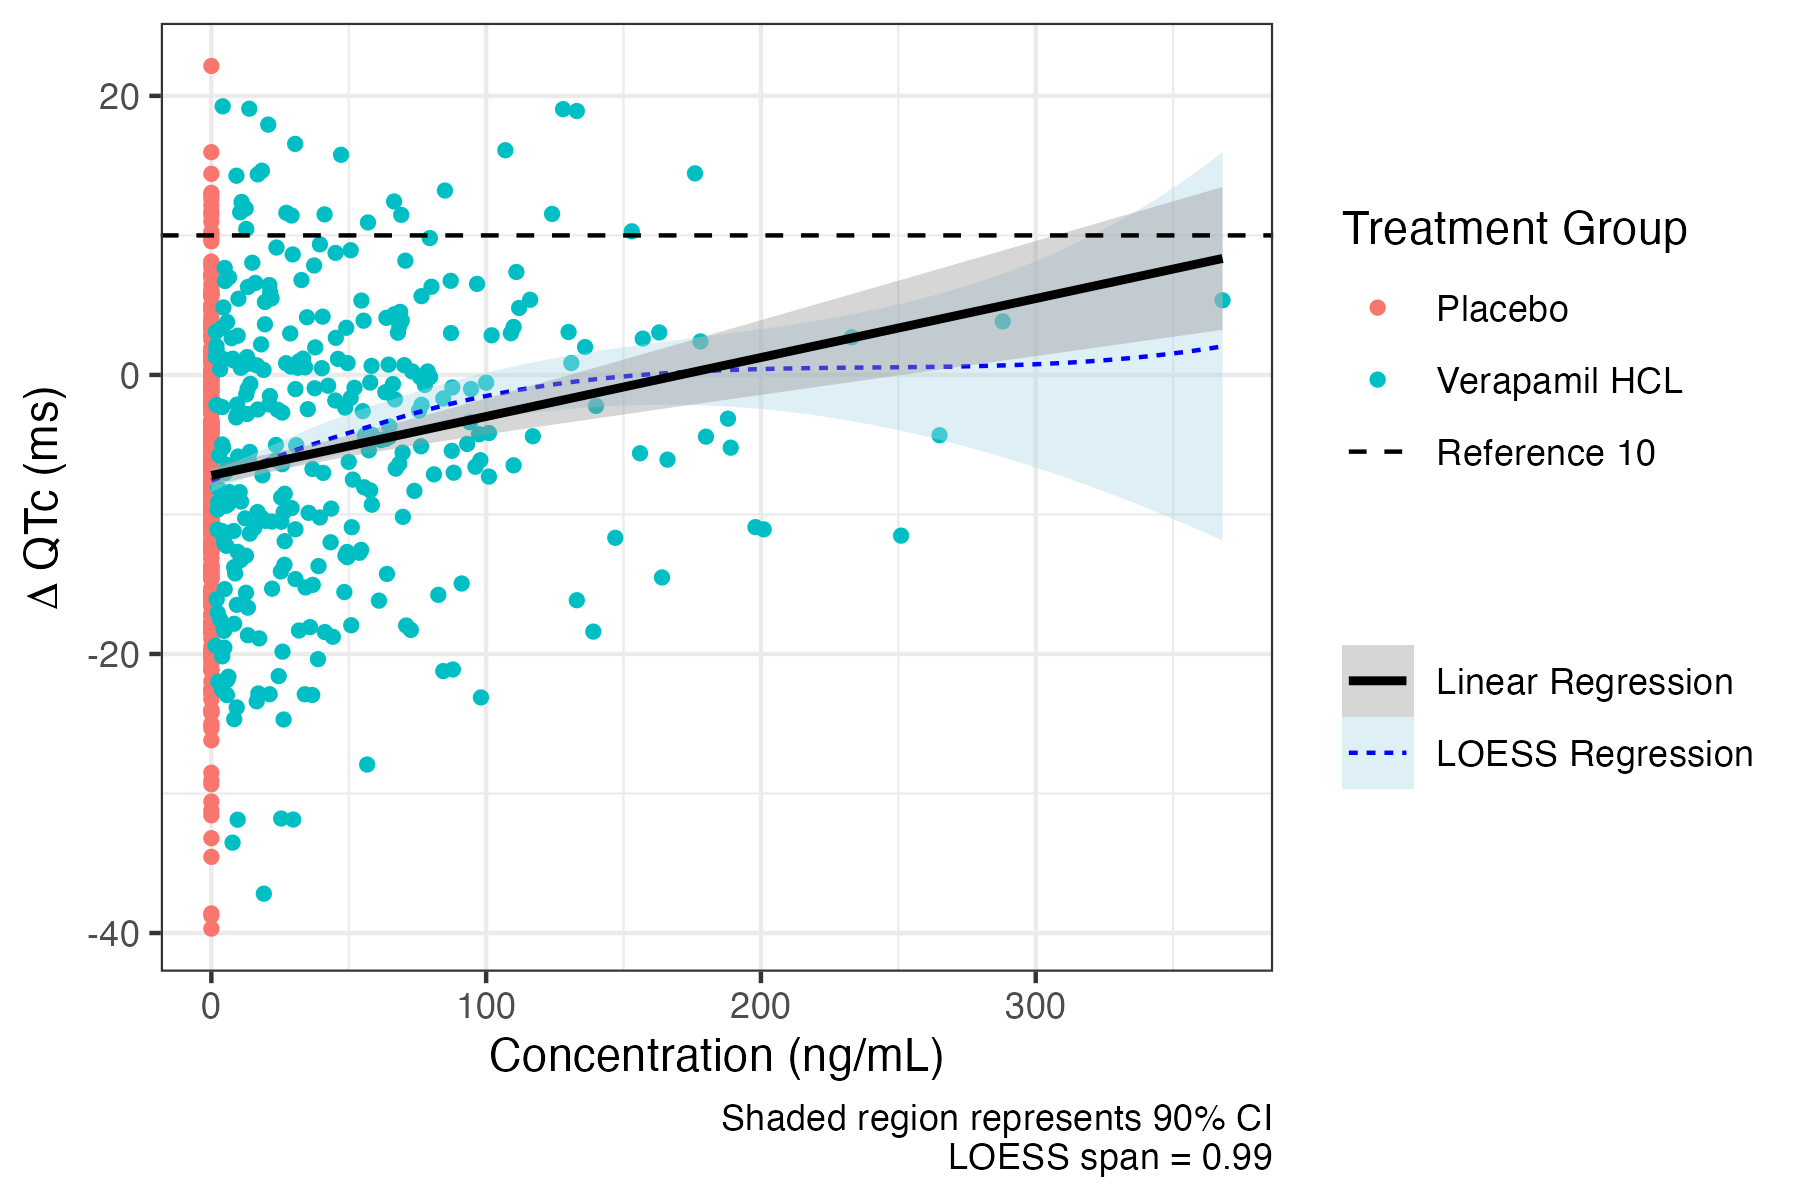 20
0
-20
-40
Δ QTc (ms)
0 100 200 300
Concentration (ng/mL)
Shaded region represents 90% CI
LOESS span = 0.99
Treatment Group
Placebo
Verapamil HCL
Reference 10
Linear Regression
LOESS Regression